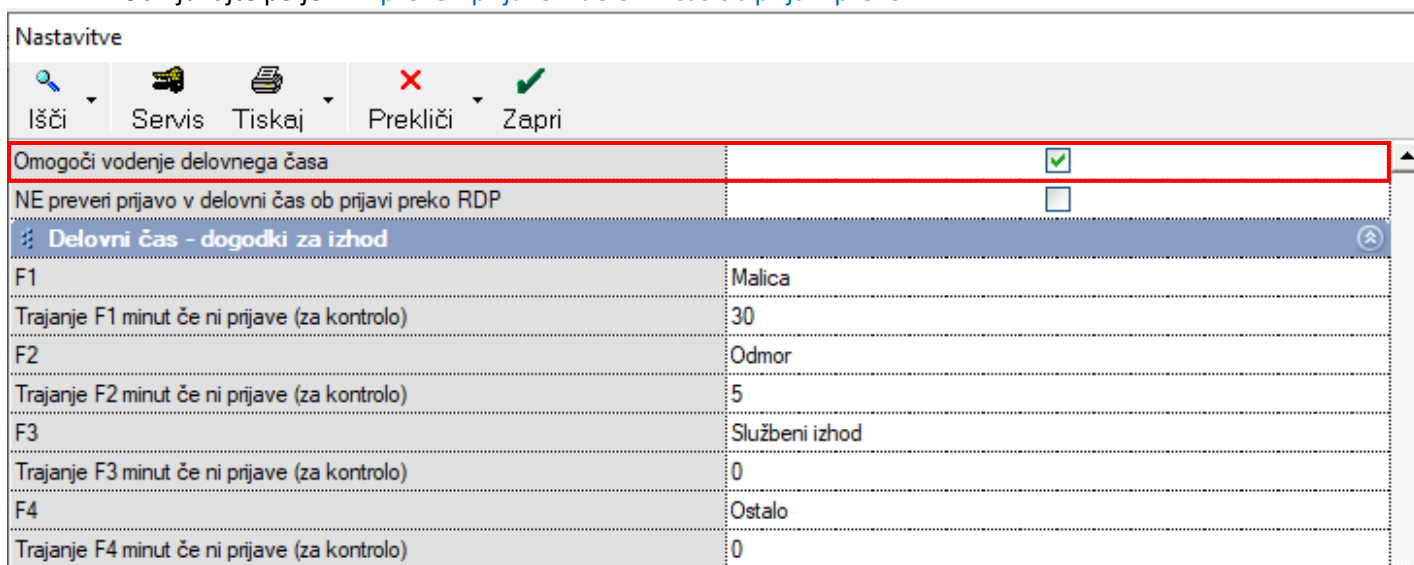 Nastavitve
Išči Servis Tiskaj Prekliči Zapri
Omogoči vodenje delovnega časa
NE preveri prijavo v delovni čas ob prijavi preko RDP
Delovni čas - dogodki za izhod
F1 Malica
Trajanje F1 minut če ni prijave (za kontrolo) 30
F2 Odmor
Trajanje F2 minut če ni prijave (za kontrolo) 5
F3 Službeni izhod
Trajanje F3 minut če ni prijave (za kontrolo) 0
F4 Ostalo
Trajanje F4 minut če ni prijave (za kontrolo) 0